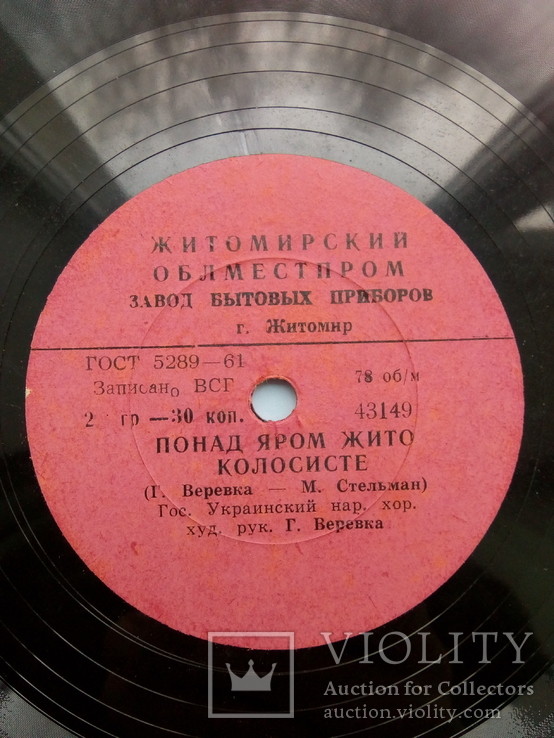 ЖИТОМИРСКИЙ
ОБЛМЕСТПРОМ
ЗАВОД БЫТОВЫХ ПРИБОРОВ
г. Житомир
ГОСТ 5289—61
Записано ВСГ
78 об/м
2 гр —30 коп.
43149
ПОНАД ЯРОМ ЖИТО
КОЛОСИСТЕ
(Г. Веревка — М. Стельман)
Гос. Украинский нар. хор.
худ. рук. Г. Веревка
VIOLITY
Auction for Collectors
auction.violity.com